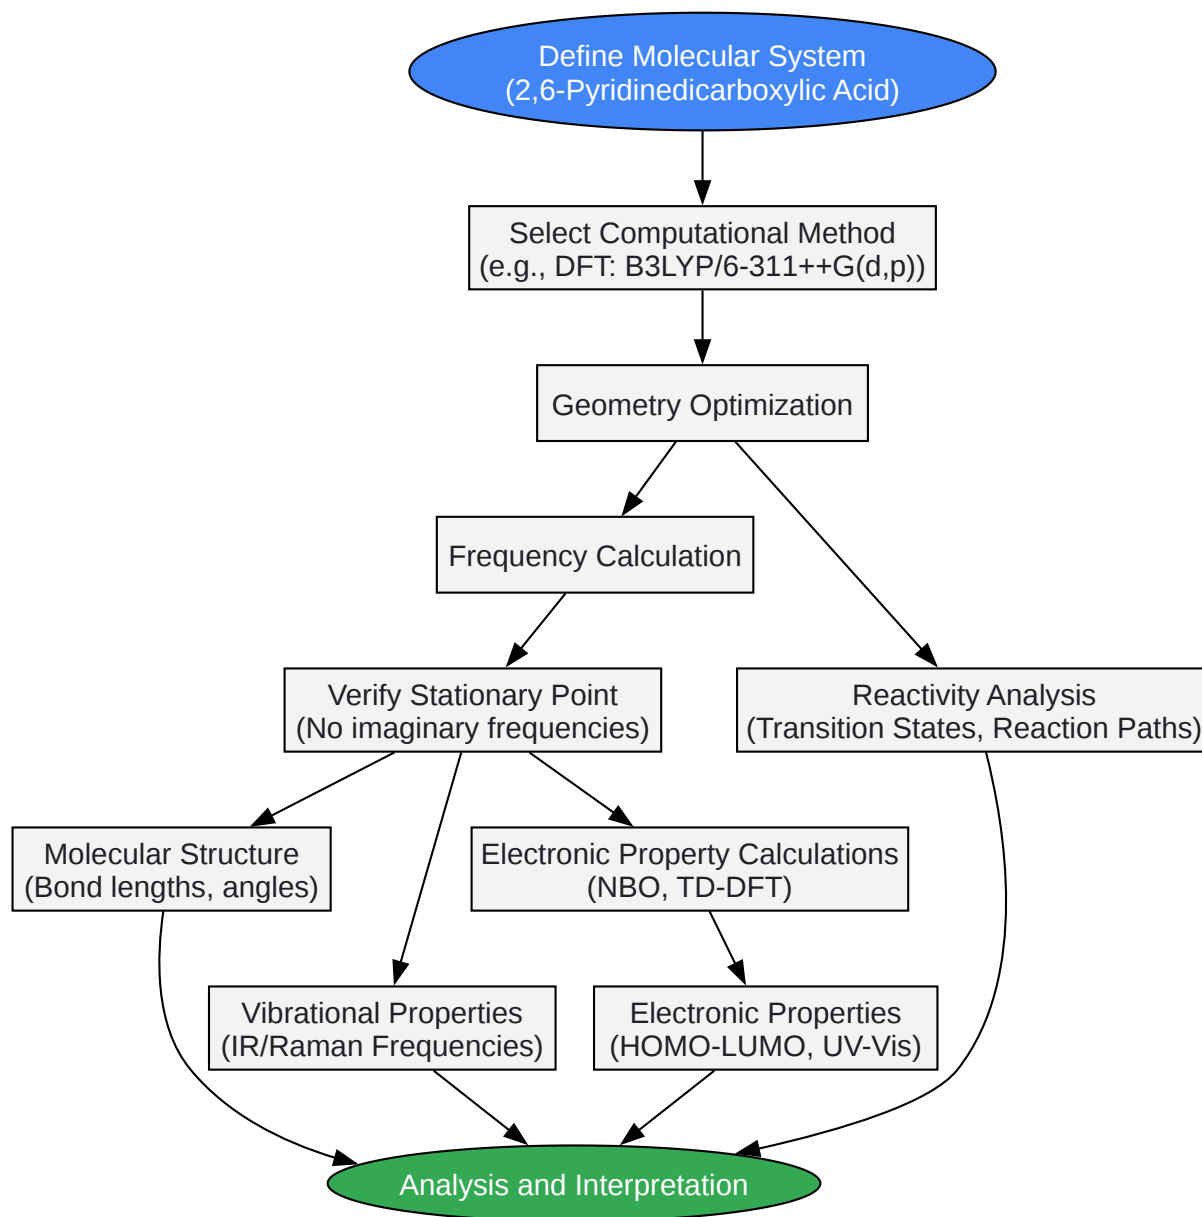 Define Molecular System
(2,6-Pyridinedicarboxylic Acid)
Select Computational Method
(e.g., DFT: B3LYP/6-311++G(d,p))
Geometry Optimization
Frequency Calculation
Verify Stationary Point
(No imaginary frequencies)
Reactivity Analysis
(Transition States, Reaction Paths)
Molecular Structure
(Bond lengths, angles)
Electronic Property Calculations
(NBO, TD-DFT)
Vibrational Properties
(IR/Raman Frequencies)
Electronic Properties
(HOMO-LUMO, UV-Vis)
Analysis and Interpretation